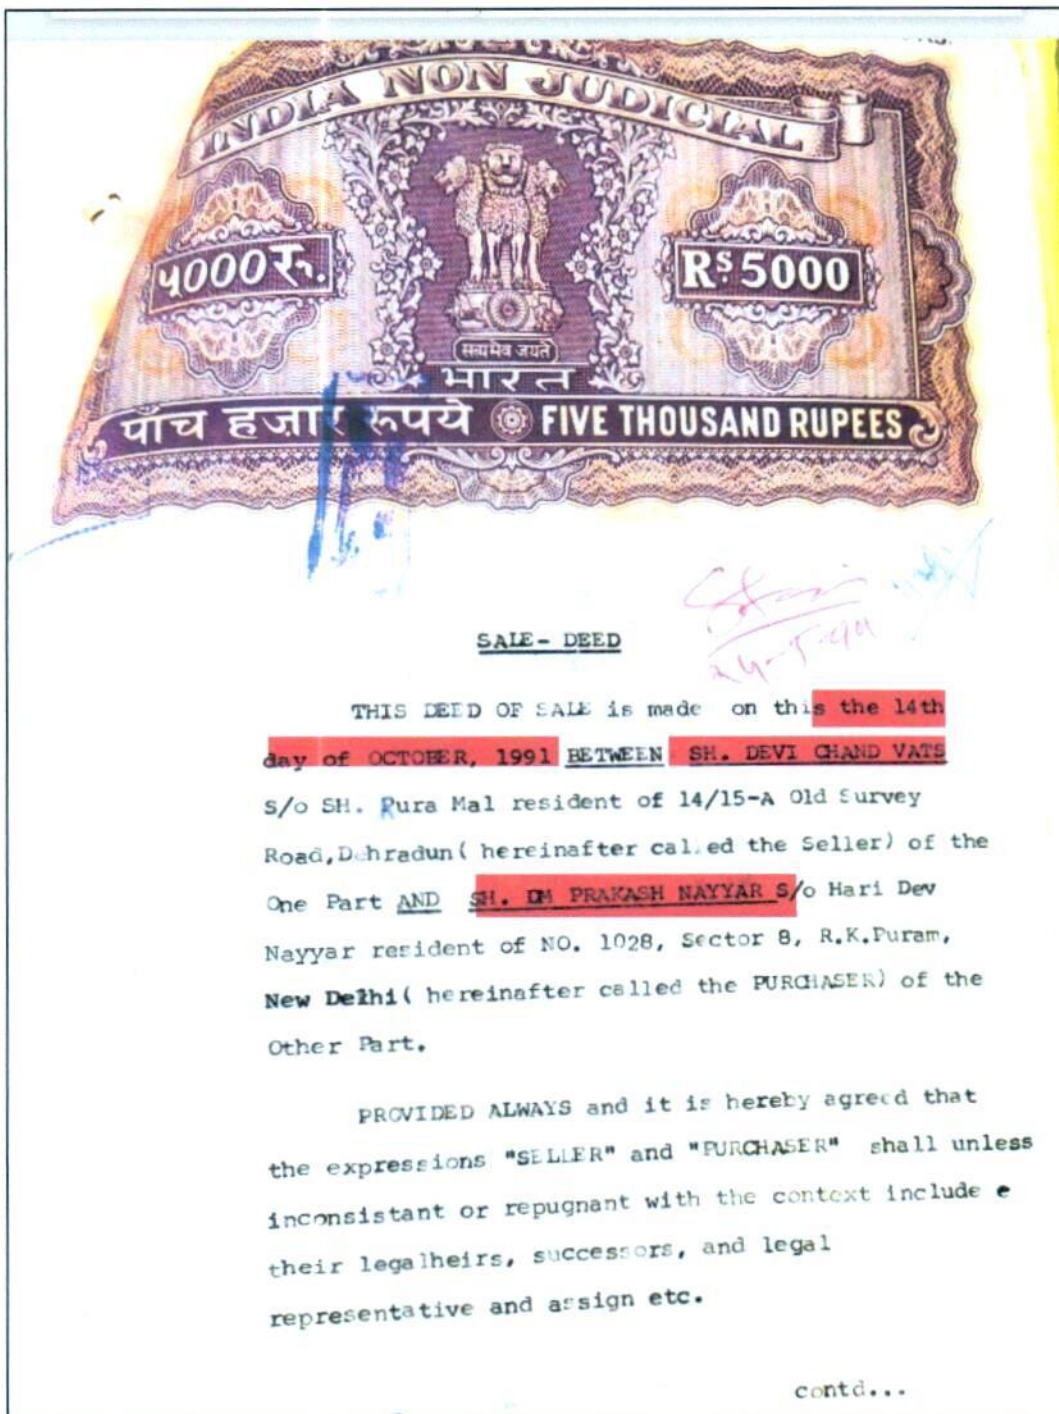 INDIA NON JUDICIAL
५000रु.
Rs. 5000
सत्यमेव जयते
भारत
पाँच हज़ार रूपये FIVE THOUSAND RUPEES
SALE- DEED
THIS DEED OF SALE is made on this the 14th
day of OCTOBER, 1991 BETWEEN SH. DEVI CHAND VATS
S/o SH. Pura Mal resident of 14/15-A Old Survey
Road,Dehradun( hereinafter called the Seller) of the
One Part AND SH. OM PRAKASH NAYYAR S/o Hari Dev
Nayyar resident of NO. 1028, Sector 8, R.K.Puram,
New Delhi( hereinafter called the PURCHASER) of the
Other Part.
PROVIDED ALWAYS and it is hereby agreed that
the expressions "SELLER" and "PURCHASER" shall unless
inconsistant or repugnant with the context include e
their legalheirs, successors, and legal
representative and assign etc.
contd...